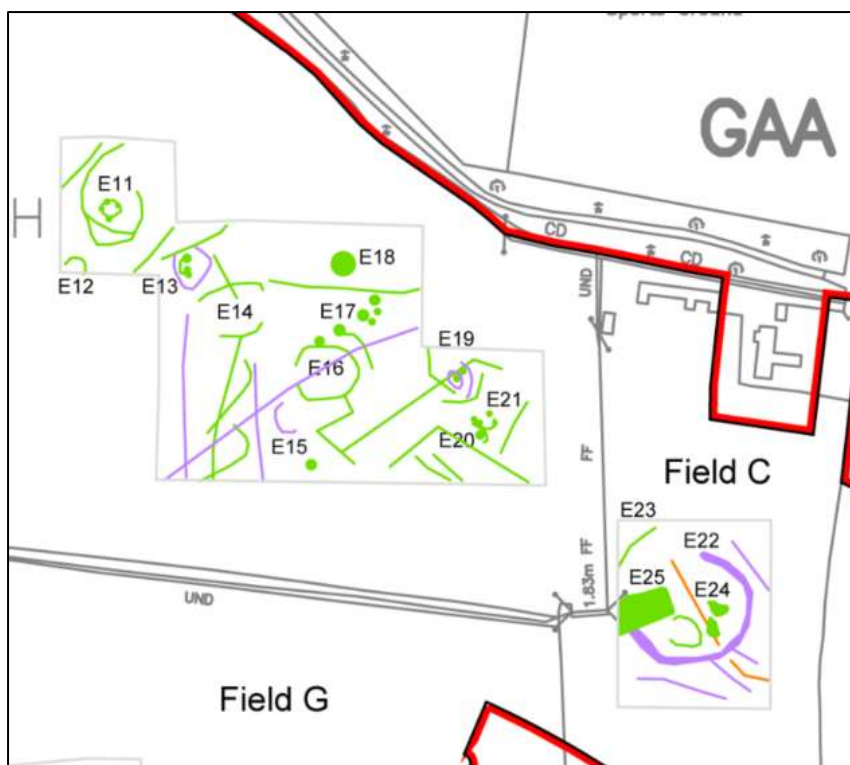 GAA
H
E11
CD
CD
E12
E13
E18
UND
E14
E17
E19
E16
E21
E15
E20
FF
Field C
E23
E22
1.83m FF
E25
E24
UND
Field G